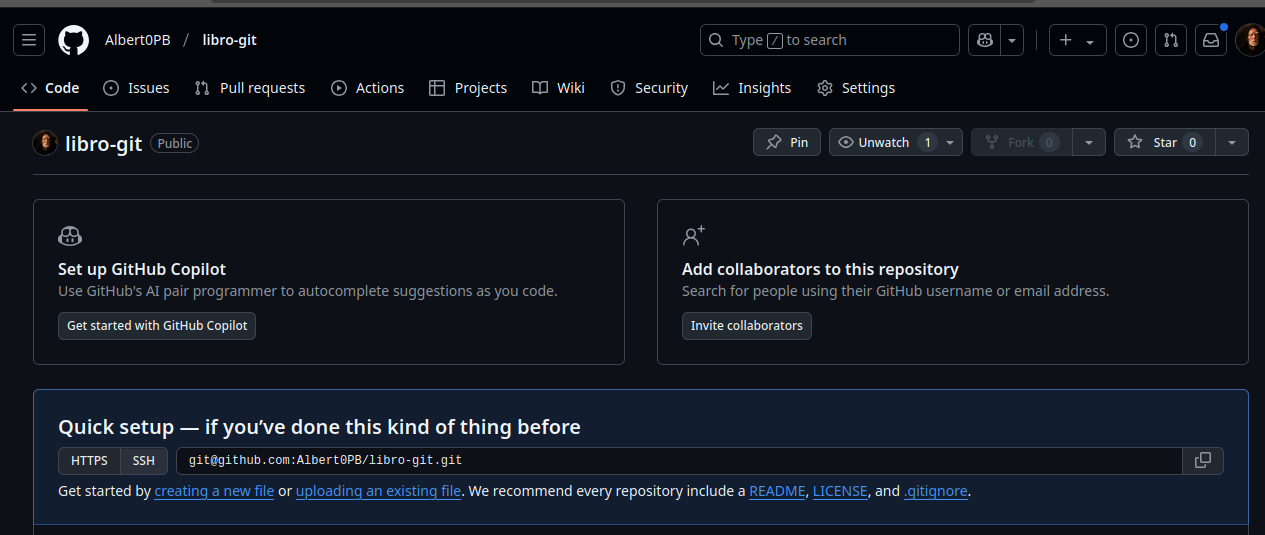 Albert0PB / libro-git Type / to search
Code Issues Pull requests Actions Projects Wiki Security Insights Settings
libro-git Public Pin Unwatch 1 Fork 0 Star 0
Set up GitHub Copilot
Use GitHub's AI pair programmer to autocomplete suggestions as you code.
Get started with GitHub Copilot
Add collaborators to this repository
Search for people using their GitHub username or email address.
Invite collaborators
Quick setup — if you’ve done this kind of thing before
HTTPS SSH git@github.com:Albert0PB/libro-git.git
Get started by creating a new file or uploading an existing file. We recommend every repository include a README, LICENSE, and .gitignore.